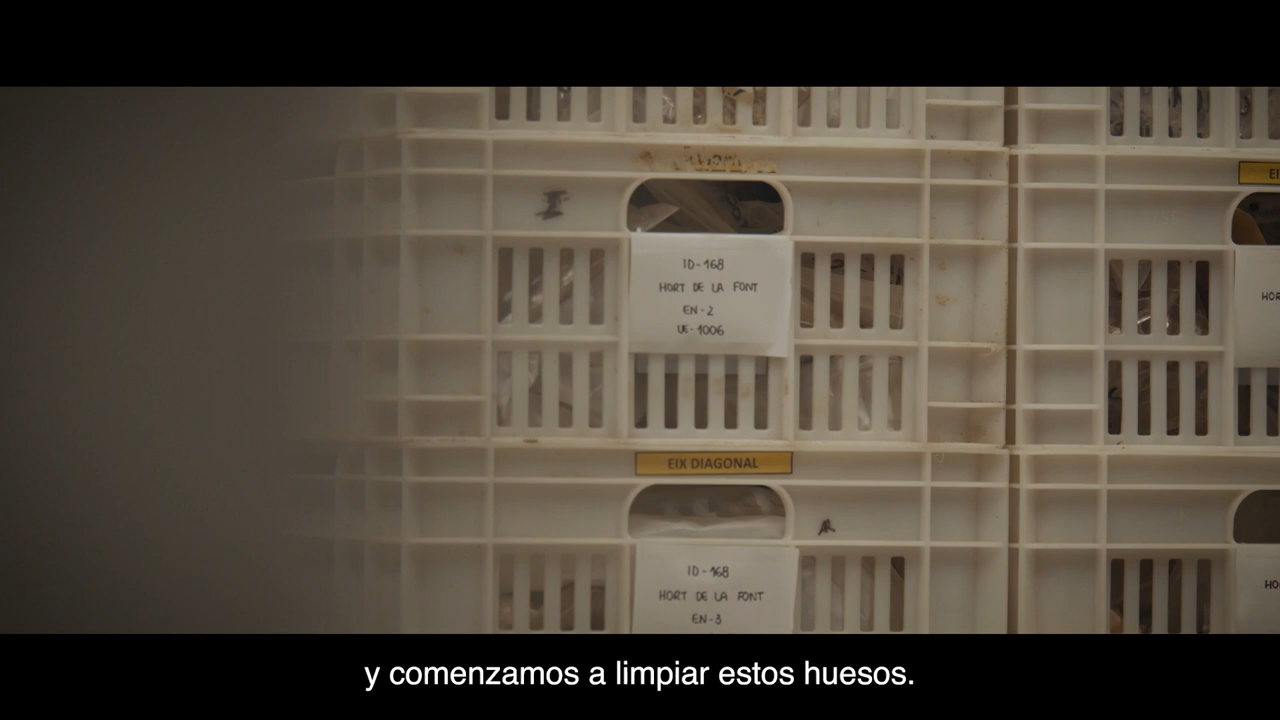 ID-168
HORT DE LA FONT
EN-2
UE-1006
EIX DIAGONAL
ID-168
HORT DE LA FONT
EN-3
y comenzamos a limpiar estos huesos.